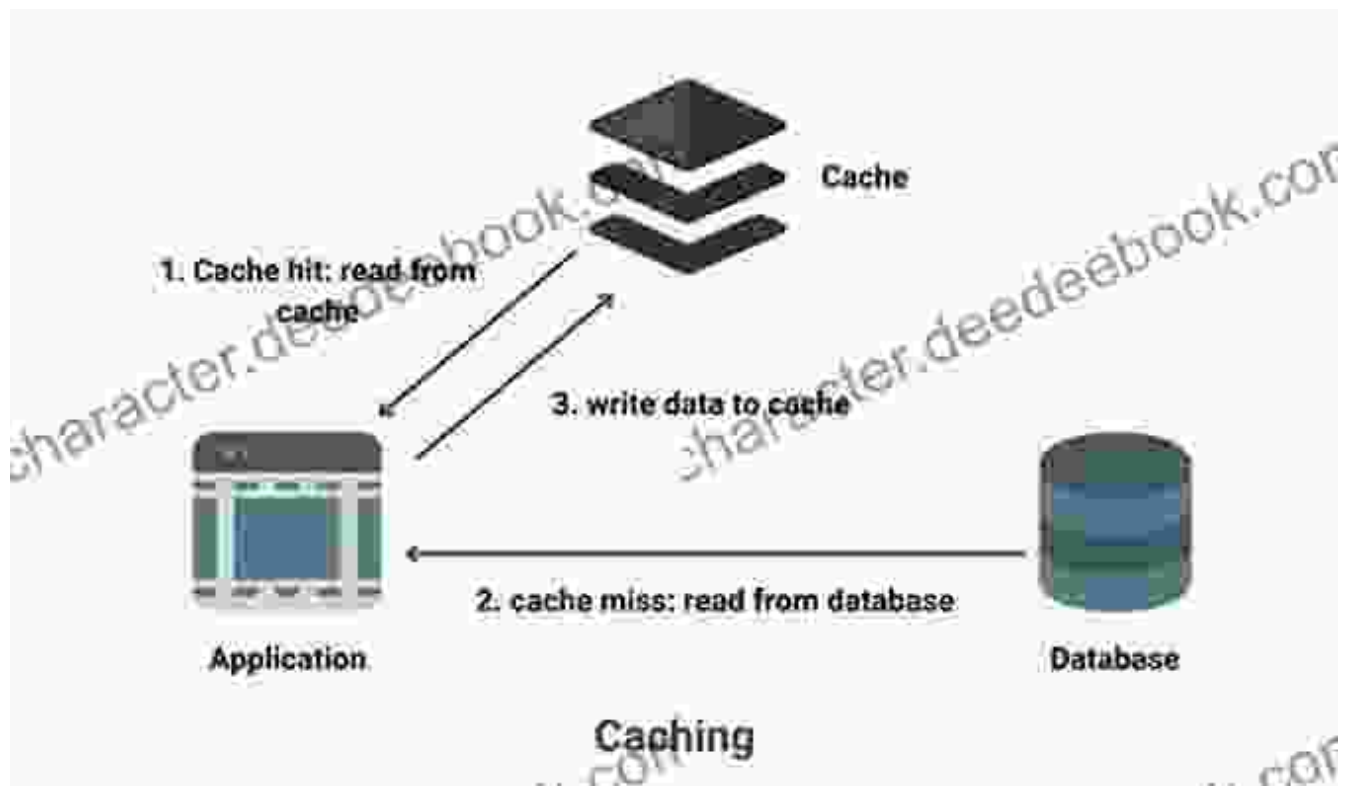 Cache
1. Cache hit: read from
cache
3. write data to cache
2. cache miss: read from database
Application
Database
Caching
character.deedeebook.com
character.deedeebook.com